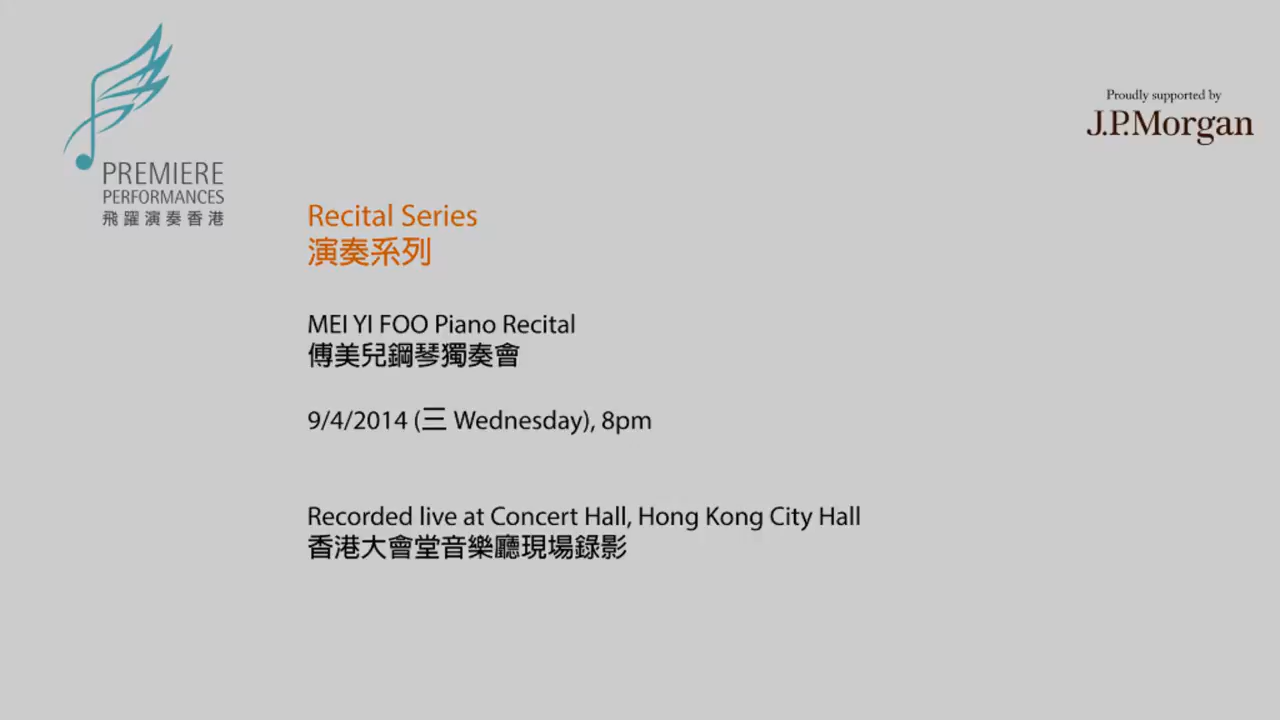 PREMIERE
PERFORMANCES
飛躍演奏香港
Proudly supported by
J.P.Morgan
Recital Series
演奏系列
MEI YI FOO Piano Recital
傅美兒鋼琴獨奏會
9/4/2014 (三 Wednesday), 8pm
Recorded live at Concert Hall, Hong Kong City Hall
香港大會堂音樂廳現場錄影